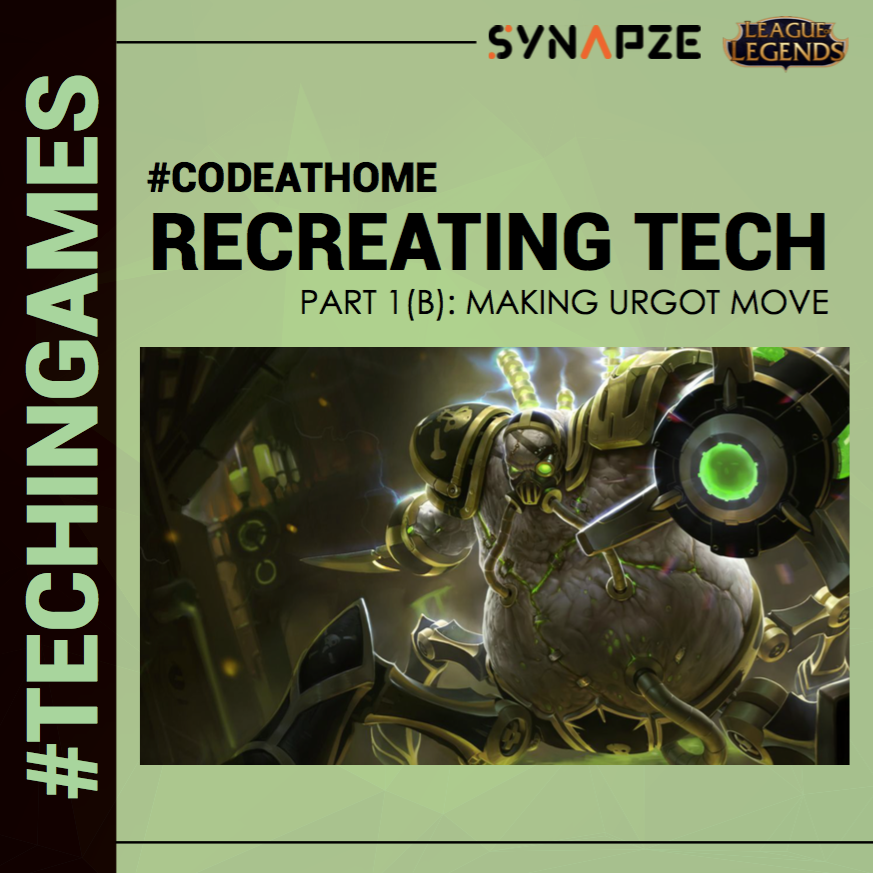 #TECHINGAMES
SYNAPZE
LEAGUE
LEGENDS
#CODEATHOME
RECREATING TECH
PART 1(B): MAKING URGOT MOVE